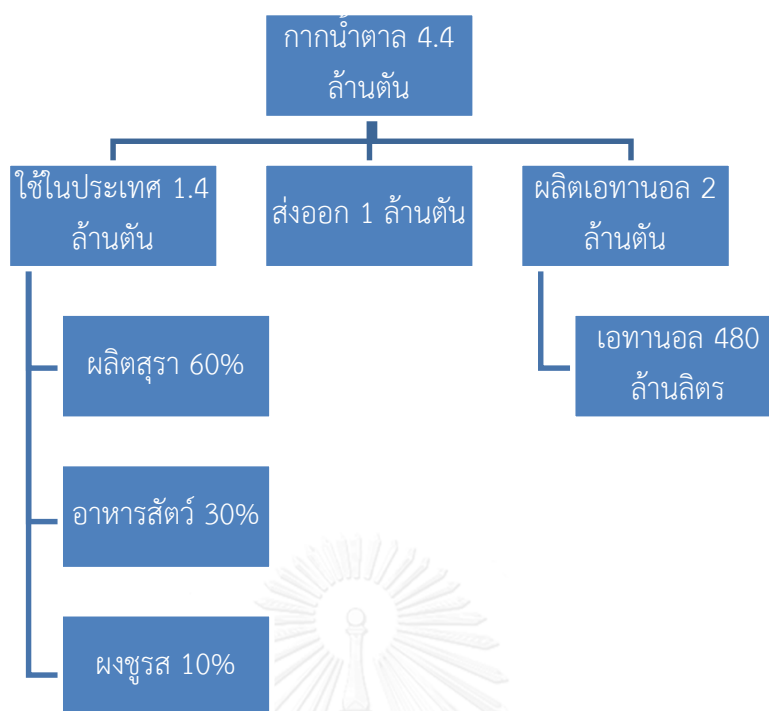 กากน้ำตาล 4.4
ล้านตัน
ใช้ในประเทศ 1.4
ล้านตัน
ส่งออก 1 ล้านตัน
ผลิตเอทานอล 2
ล้านตัน
ผลิตสุรา 60%
เอทานอล 480
ล้านลิตร
อาหารสัตว์ 30%
ผงชูรส 10%